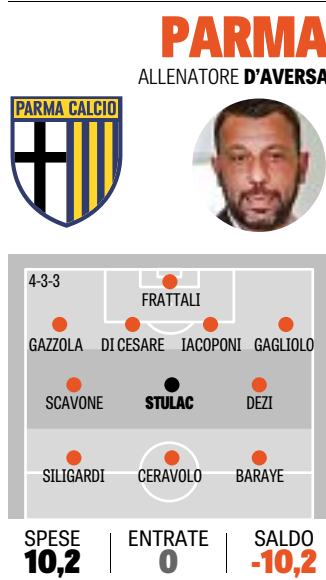 PARMA
ALLENATORE D'AVERSA
PARMA CALCIO
4-3-3
FRATTALI
GAZZOLA DI CESARE IACOPONI GAGLIOLO
SCAVONE STULAC DEZI
SILIGARDI CERAVOLO BARAYE
SPESE ENTRATE SALDO
10,2 0 -10,2